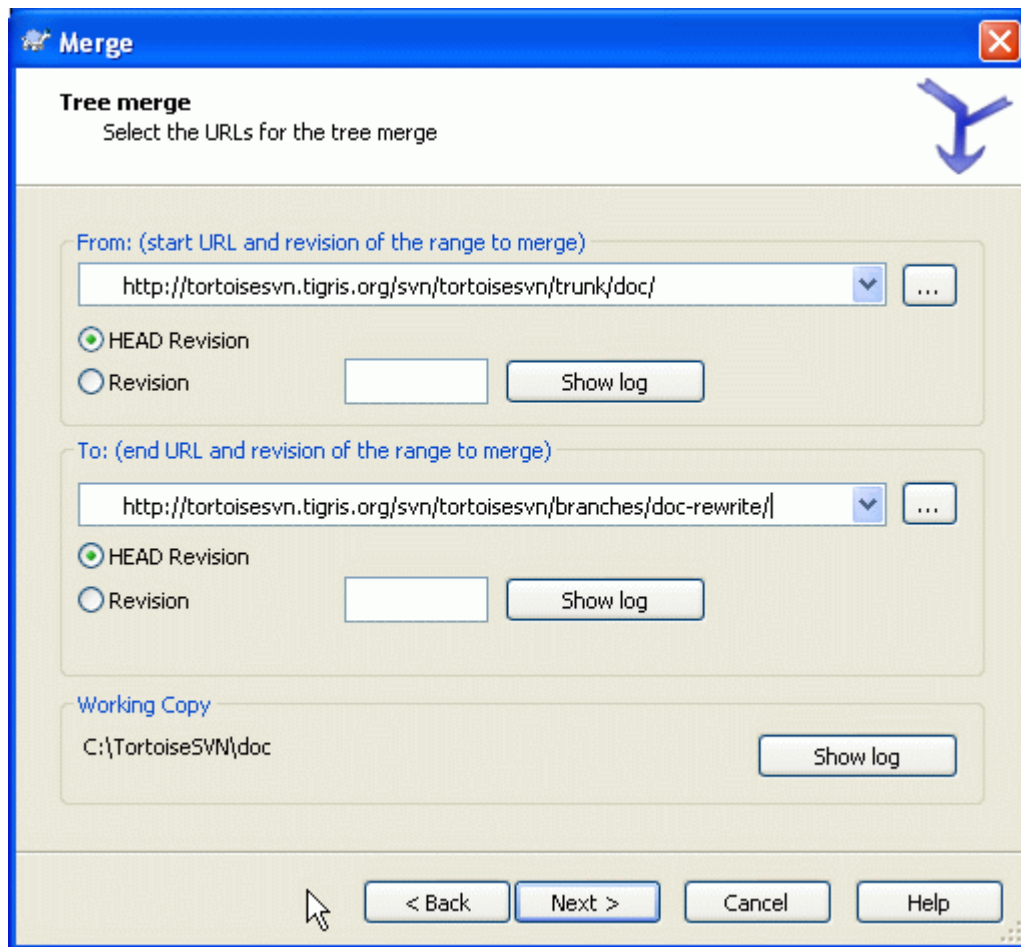 Merge
Tree merge
Select the URLs for the tree merge
From: (start URL and revision of the range to merge)
http://tortoisesvn.tigris.org/svn/tortoisesvn/trunk/doc/
...
HEAD Revision
Revision
Show log
To: (end URL and revision of the range to merge)
http://tortoisesvn.tigris.org/svn/tortoisesvn/branches/doc-rewrite/
...
HEAD Revision
Revision
Show log
Working Copy
C:\TortoiseSVN\doc
Show log
< Back
Next >
Cancel
Help